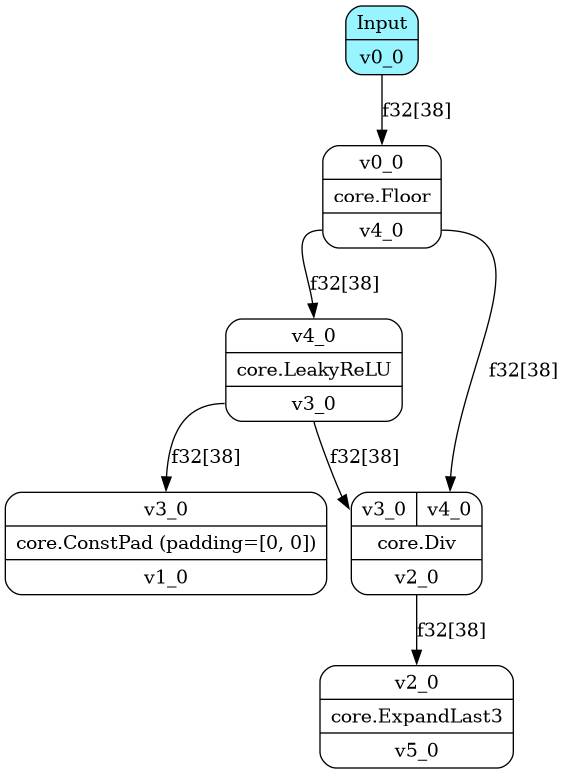 Input
v0_0
f32[38]
v0_0
core.Floor
v4_0
f32[38]
f32[38]
v4_0
core.LeakyReLU
v3_0
f32[38]
f32[38]
v3_0
core.ConstPad (padding=[0, 0])
v1_0
v3_0 v4_0
core.Div
v2_0
f32[38]
v2_0
core.ExpandLast3
v5_0